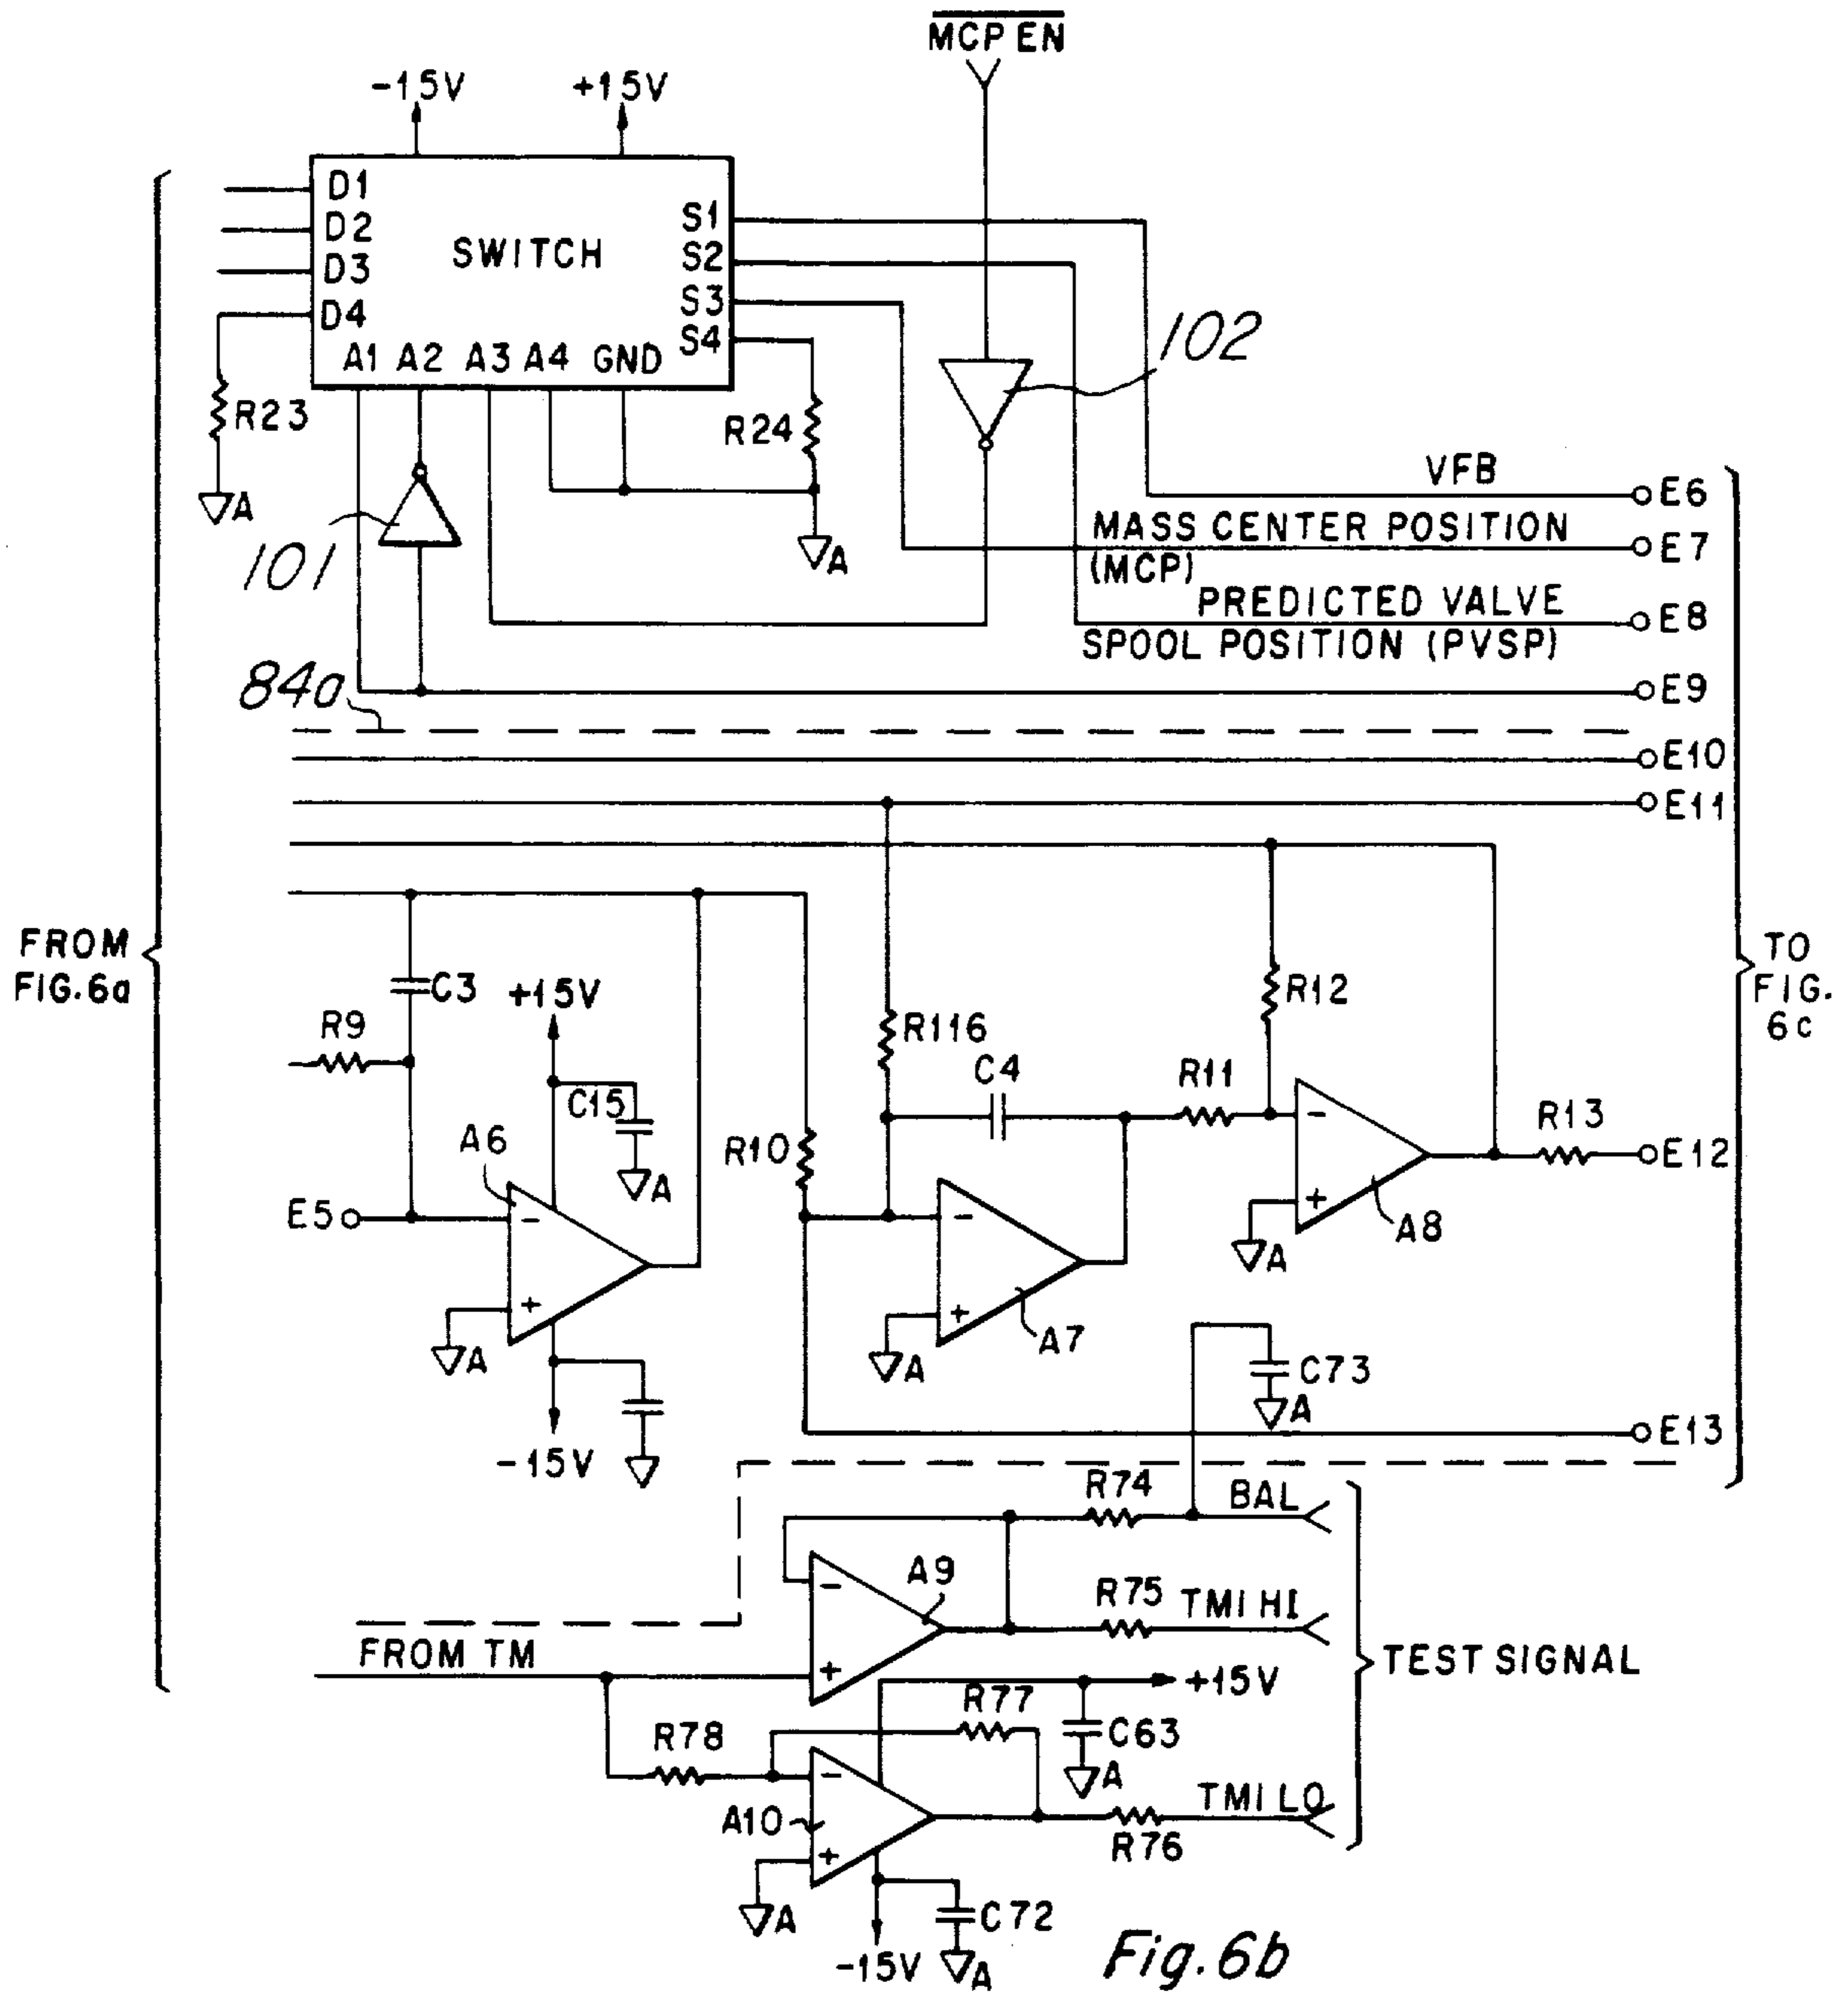 MCP EN
-15V
+15V
D1
D2
D3
D4
SWITCH
S1
S2
S3
S4
A1 A2 A3 A4 GND
102
R23
R24
A
A
101
VFB
E6
MASS CENTER POSITION
(MCP)
E7
PREDICTED VALVE
SPOOL POSITION (PVSP)
E8
E9
84a
E10
E11
FROM
FIG.6a
TO
FIG.
6c
C3
+15V
R9
C15
A
A6
E5
-
+
A
-15V
R116
R10
C4
R11
R12
-
+
A
A7
-
+
A
A8
R13
E12
C73
A
E13
R74
BAL
A9
-
+
R75
TMI HI
FROM TM
TEST SIGNAL
+15V
R77
C63
A
R78
-
+
A10
A
TMI LO
R76
C72
A
-15V
Fig.6b